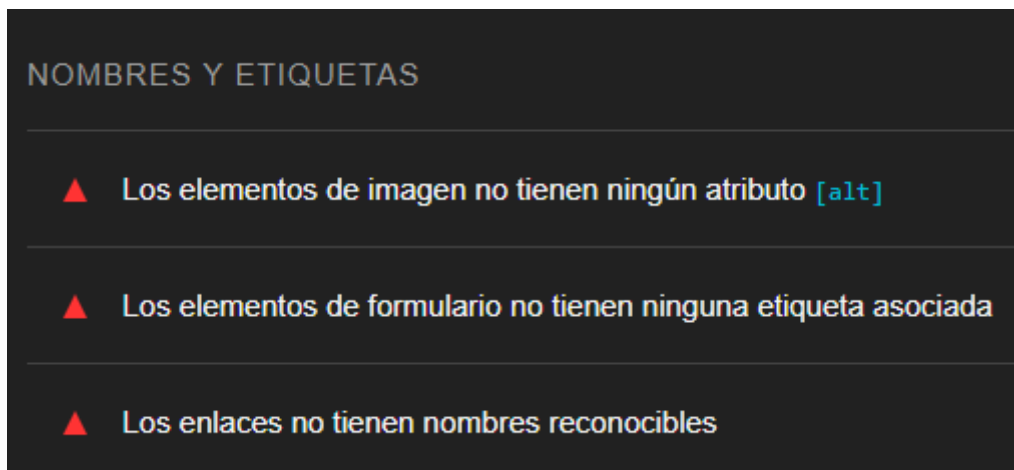 NOMBRES Y ETIQUETAS
Los elementos de imagen no tienen ningún atributo [alt]
Los elementos de formulario no tienen ninguna etiqueta asociada
Los enlaces no tienen nombres reconocibles